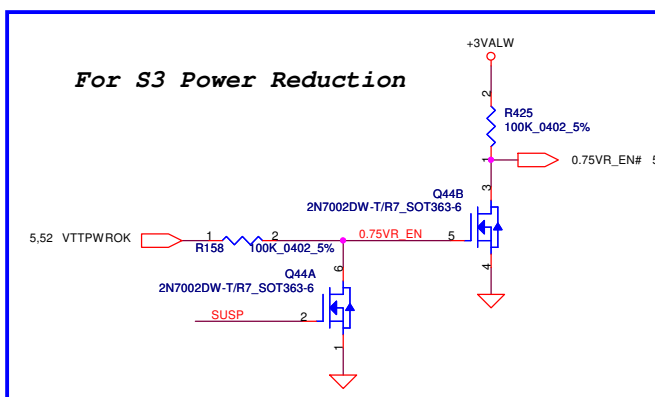 +3VALW
For S3 Power Reduction
2
R425
100K_0402_5%
1
0.75VR_EN# 5
3
Q44B
2N7002DW-T/R7_SOT363-6
5,52 VTTPWROK
1
2
R158
100K_0402_5%
0.75VR_EN
5
4
6
Q44A
2N7002DW-T/R7_SOT363-6
SUSP
2
1